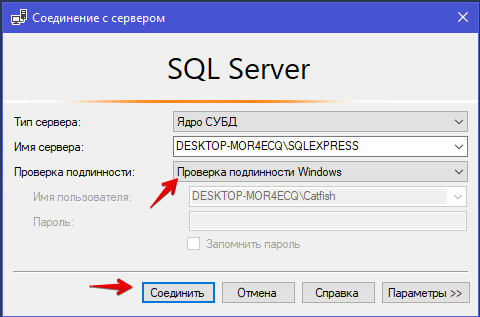 Соединение с сервером
SQL Server
Тип сервера: Ядро СУБД
Имя сервера: DESKTOP-MOR4ECQ\SQLEXPRESS
Проверка подлинности: Проверка подлинности Windows
Имя пользователя: DESKTOP-MOR4ECQ\Catfish
Пароль:
Запомнить пароль
Соединить Отмена Справка Параметры >>